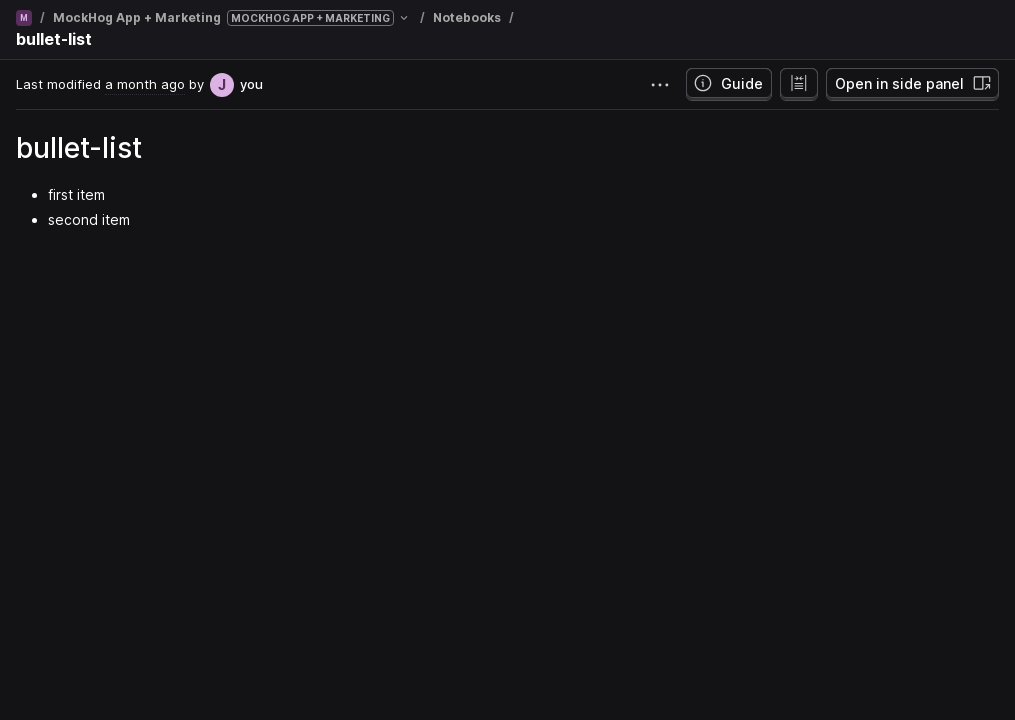 M / MockHog App + Marketing MOCKHOG APP + MARKETING / Notebooks /
bullet-list
Last modified a month ago by J you
Guide
Open in side panel
bullet-list
first item
second item